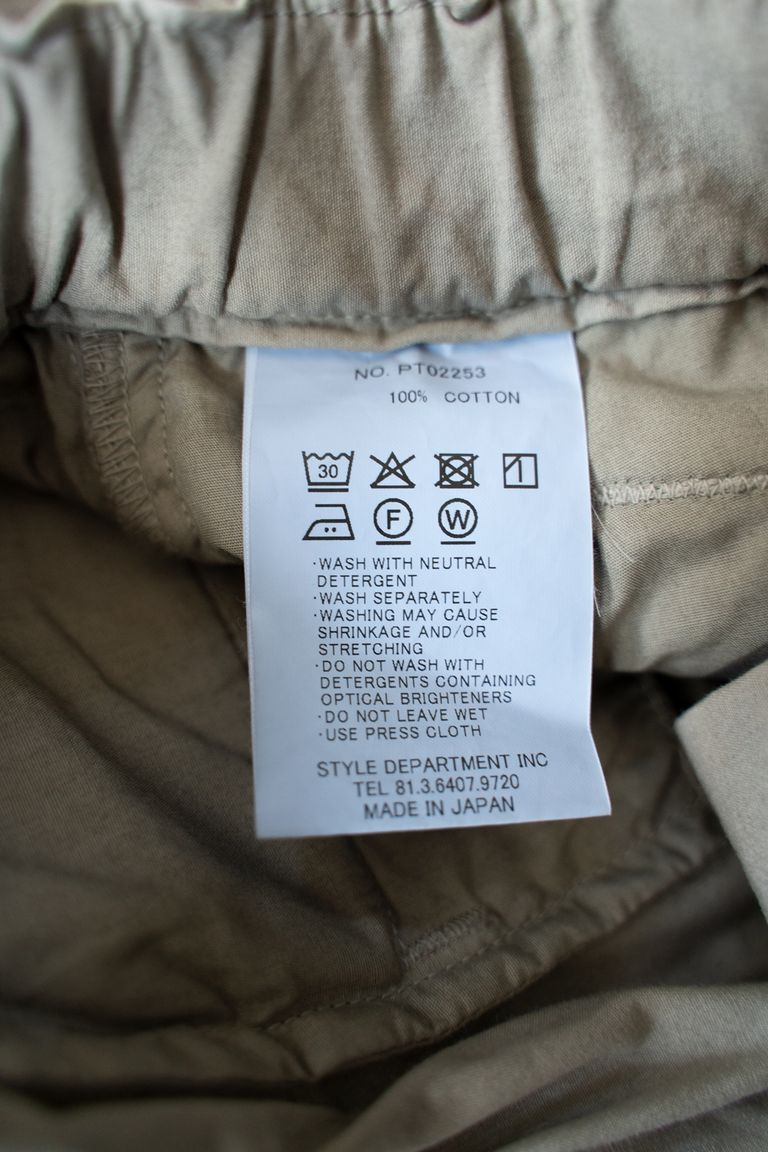 NO. PT02253
100% COTTON
30
F W
·WASH WITH NEUTRAL
DETERGENT
·WASH SEPARATELY
·WASHING MAY CAUSE
SHRINKAGE AND/OR
STRETCHING
·DO NOT WASH WITH
DETERGENTS CONTAINING
OPTICAL BRIGHTENERS
·DO NOT LEAVE WET
·USE PRESS CLOTH
STYLE DEPARTMENT INC
TEL 81.3.6407.9720
MADE IN JAPAN